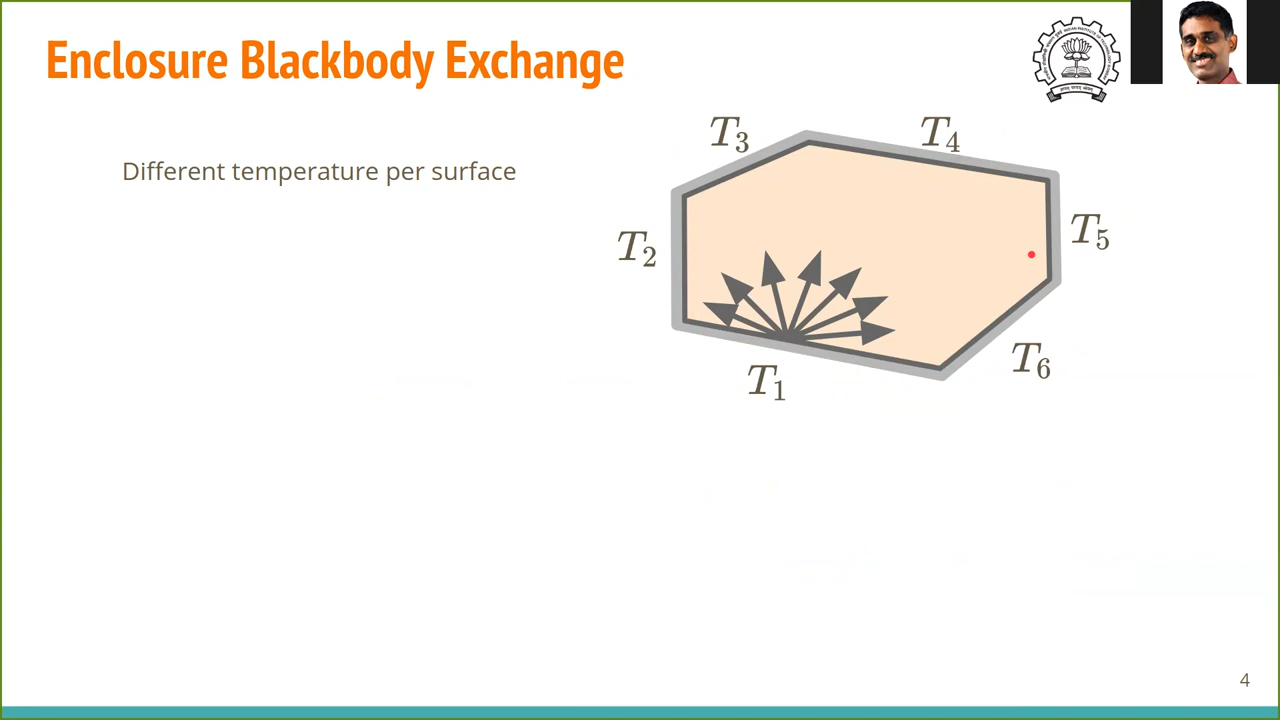 Enclosure Blackbody Exchange
Different temperature per surface
T3
T4
T2
T5
T6
T1
4